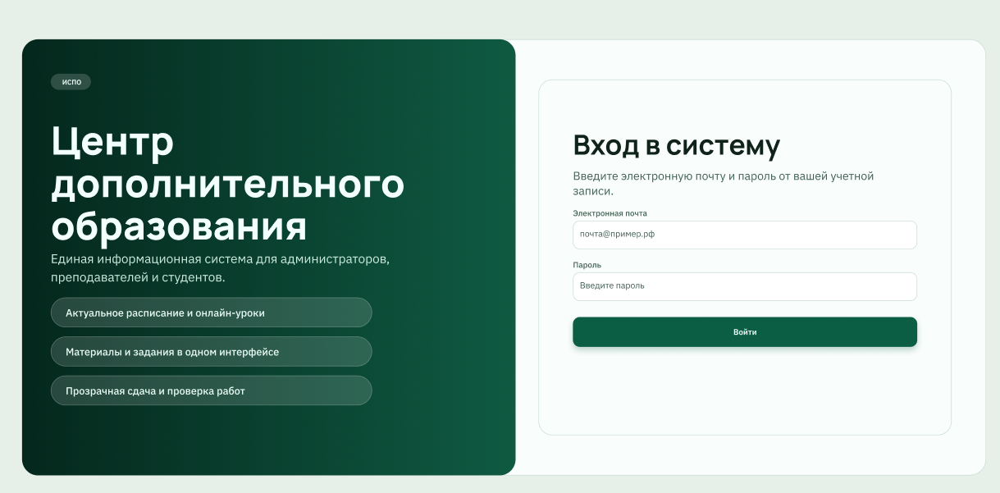 испо
Центр
дополнительного
образования
Единая информационная система для администраторов,
преподавателей и студентов.
Актуальное расписание и онлайн-уроки
Материалы и задания в одном интерфейсе
Прозрачная сдача и проверка работ
Вход в систему
Введите электронную почту и пароль от вашей учетной
записи.
Электронная почта
почта@пример.рф
Пароль
Введите пароль
Войти